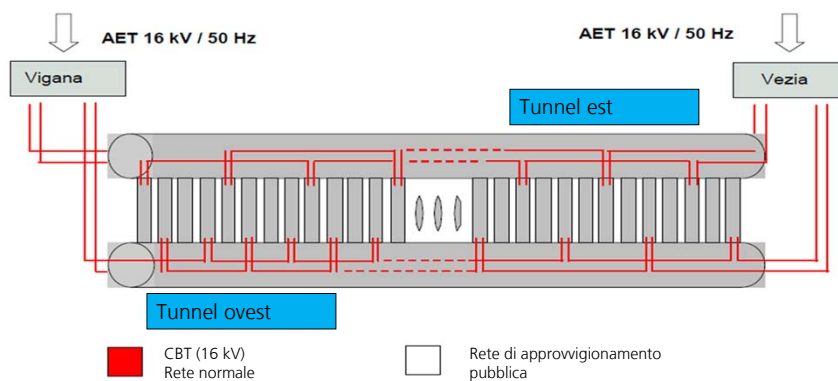 AET 16 kV / 50 Hz
AET 16 kV / 50 Hz
Vigana
Vezia
Tunnel est
Tunnel ovest
CBT (16 kV)
Rete normale
Rete di approvvigionamento
pubblica